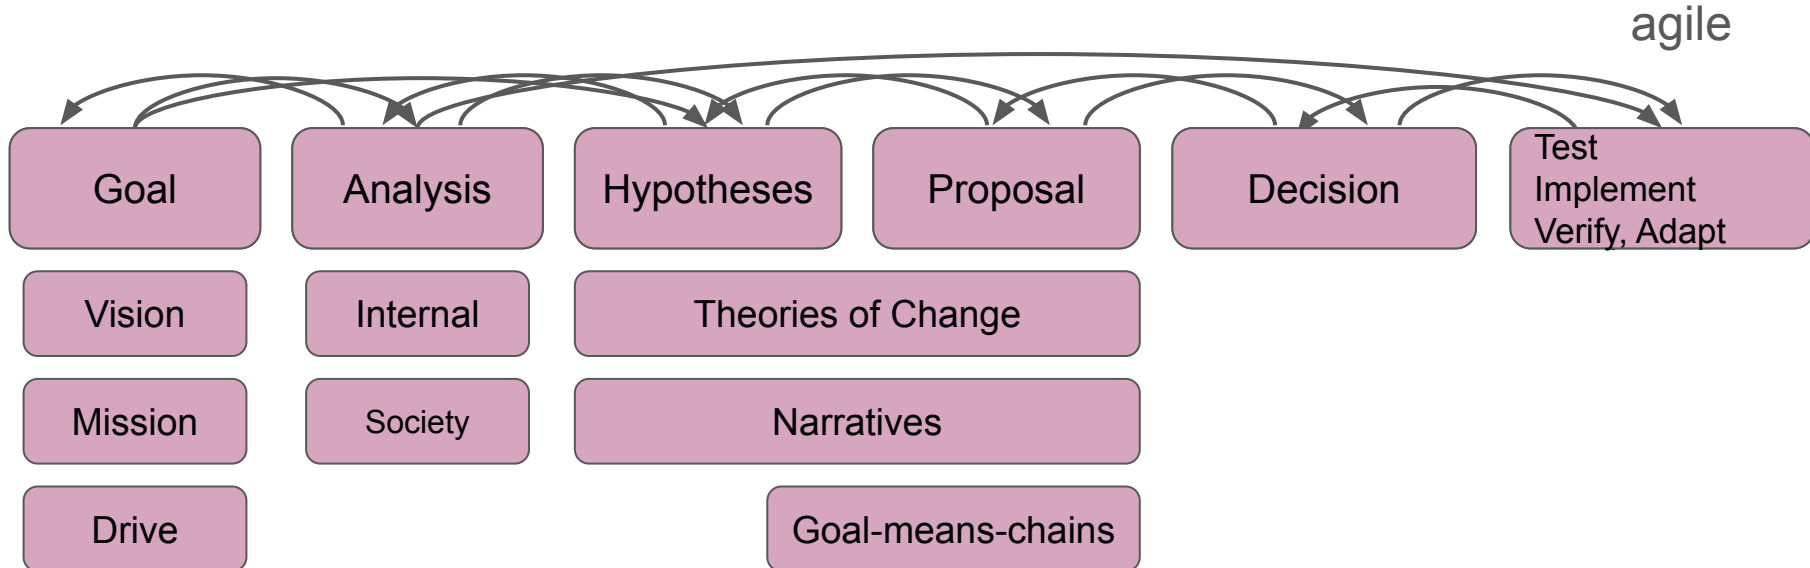 agile
Goal
Analysis
Hypotheses
Proposal
Decision
Test
Implement
Verify, Adapt
Vision
Internal
Theories of Change
Mission
Society
Narratives
Drive
Goal-means-chains